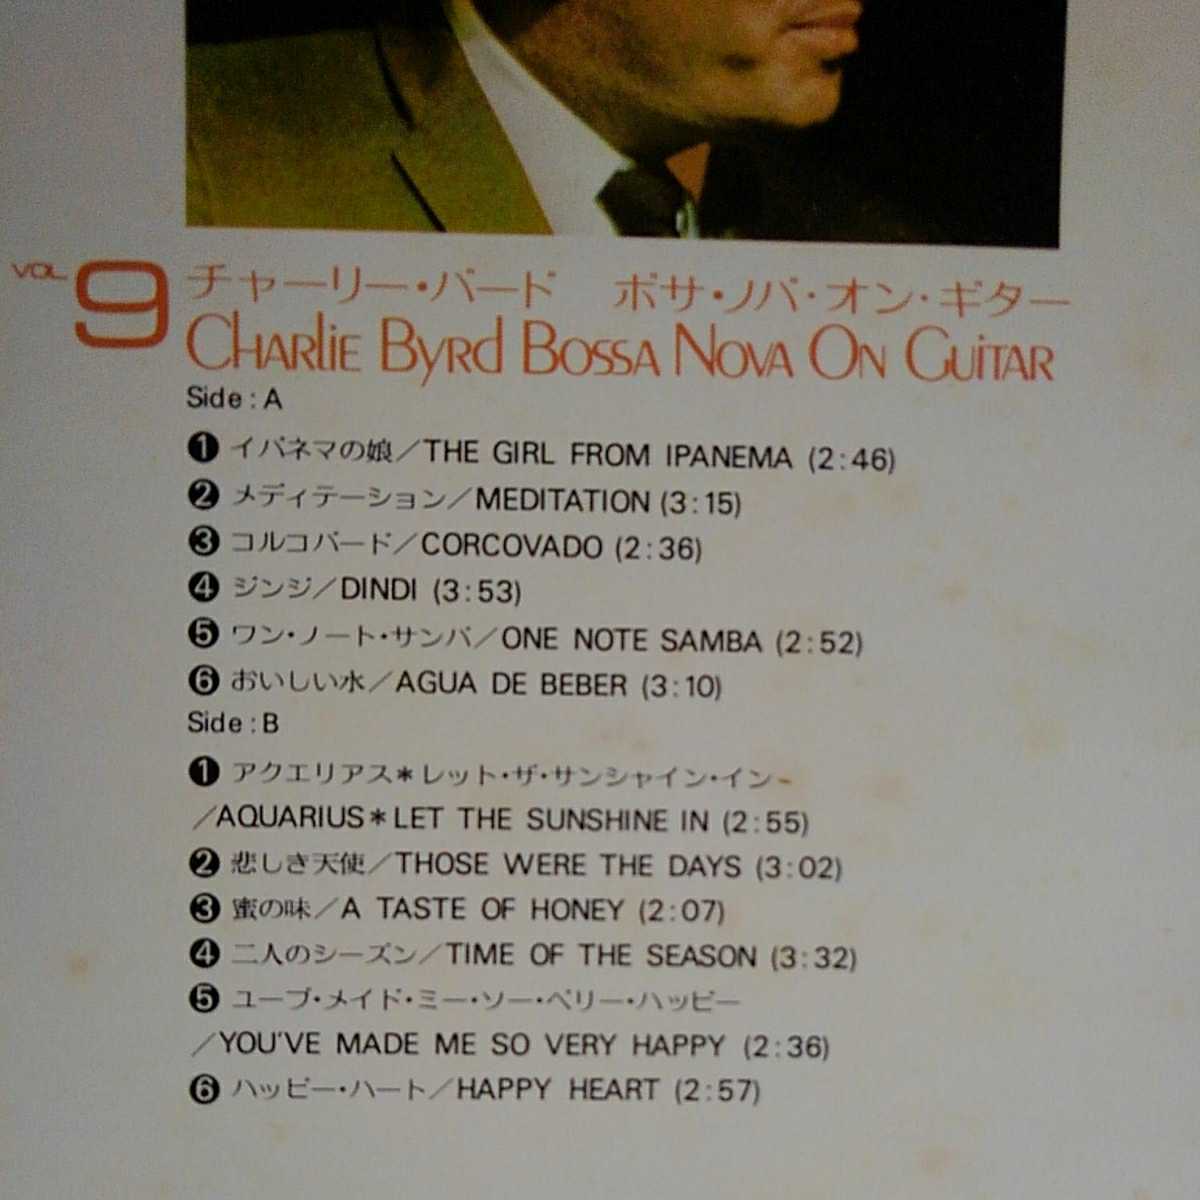 VOL 9 チャーリー・バード ボサ・ノバ・オン・ギター
CHARLIE BYRD BOSSA NOVA ON GUITAR
Side : A
❶ イパネマの娘／THE GIRL FROM IPANEMA (2:46)
❷ メディテーション／MEDITATION (3:15)
❸ コルコバード／CORCOVADO (2:36)
❹ ジンジ／DINDI (3:53)
❺ ワン・ノート・サンバ／ONE NOTE SAMBA (2:52)
❻ おいしい水／AGUA DE BEBER (3:10)
Side : B
❶ アクエリアス＊レット・ザ・サンシャイン・イン
／AQUARIUS＊LET THE SUNSHINE IN (2:55)
❷ 悲しき天使／THOSE WERE THE DAYS (3:02)
❸ 蜜の味／A TASTE OF HONEY (2:07)
❹ 二人のシーズン／TIME OF THE SEASON (3:32)
❺ ユーブ・メイド・ミー・ソー・ベリー・ハッピー
／YOU'VE MADE ME SO VERY HAPPY (2:36)
❻ ハッピー・ハート／HAPPY HEART (2:57)